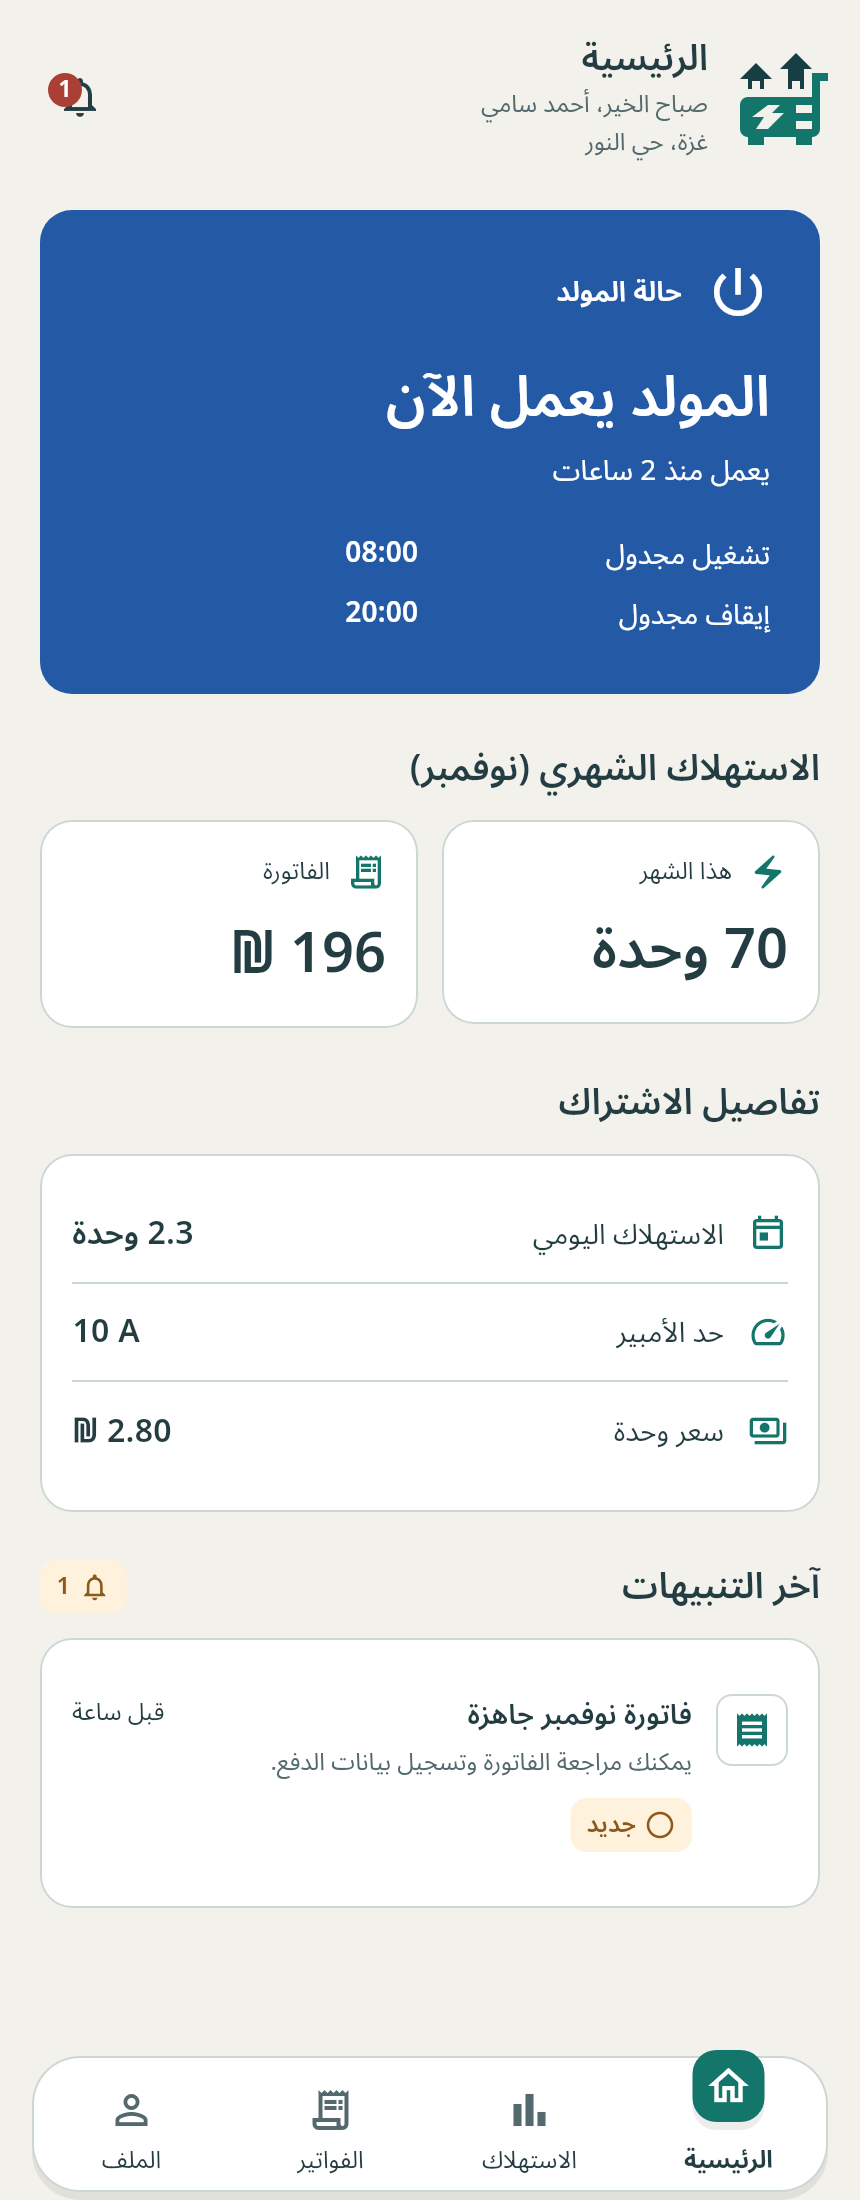 الرئيسية
صباح الخير، أحمد سامي
غزة، حي النور
1
حالة المولد
المولد يعمل الآن
يعمل منذ 2 ساعات
تشغيل مجدول 08:00
إيقاف مجدول 20:00
الاستهلاك الشهري (نوفمبر)
هذا الشهر
70 وحدة
الفاتورة
196 ₪
تفاصيل الاشتراك
الاستهلاك اليومي 2.3 وحدة
حد الأمبير 10 A
سعر وحدة 2.80 ₪
آخر التنبيهات 1
فاتورة نوفمبر جاهزة قبل ساعة
يمكنك مراجعة الفاتورة وتسجيل بيانات الدفع.
جديد
الرئيسية الاستهلاك الفواتير الملف